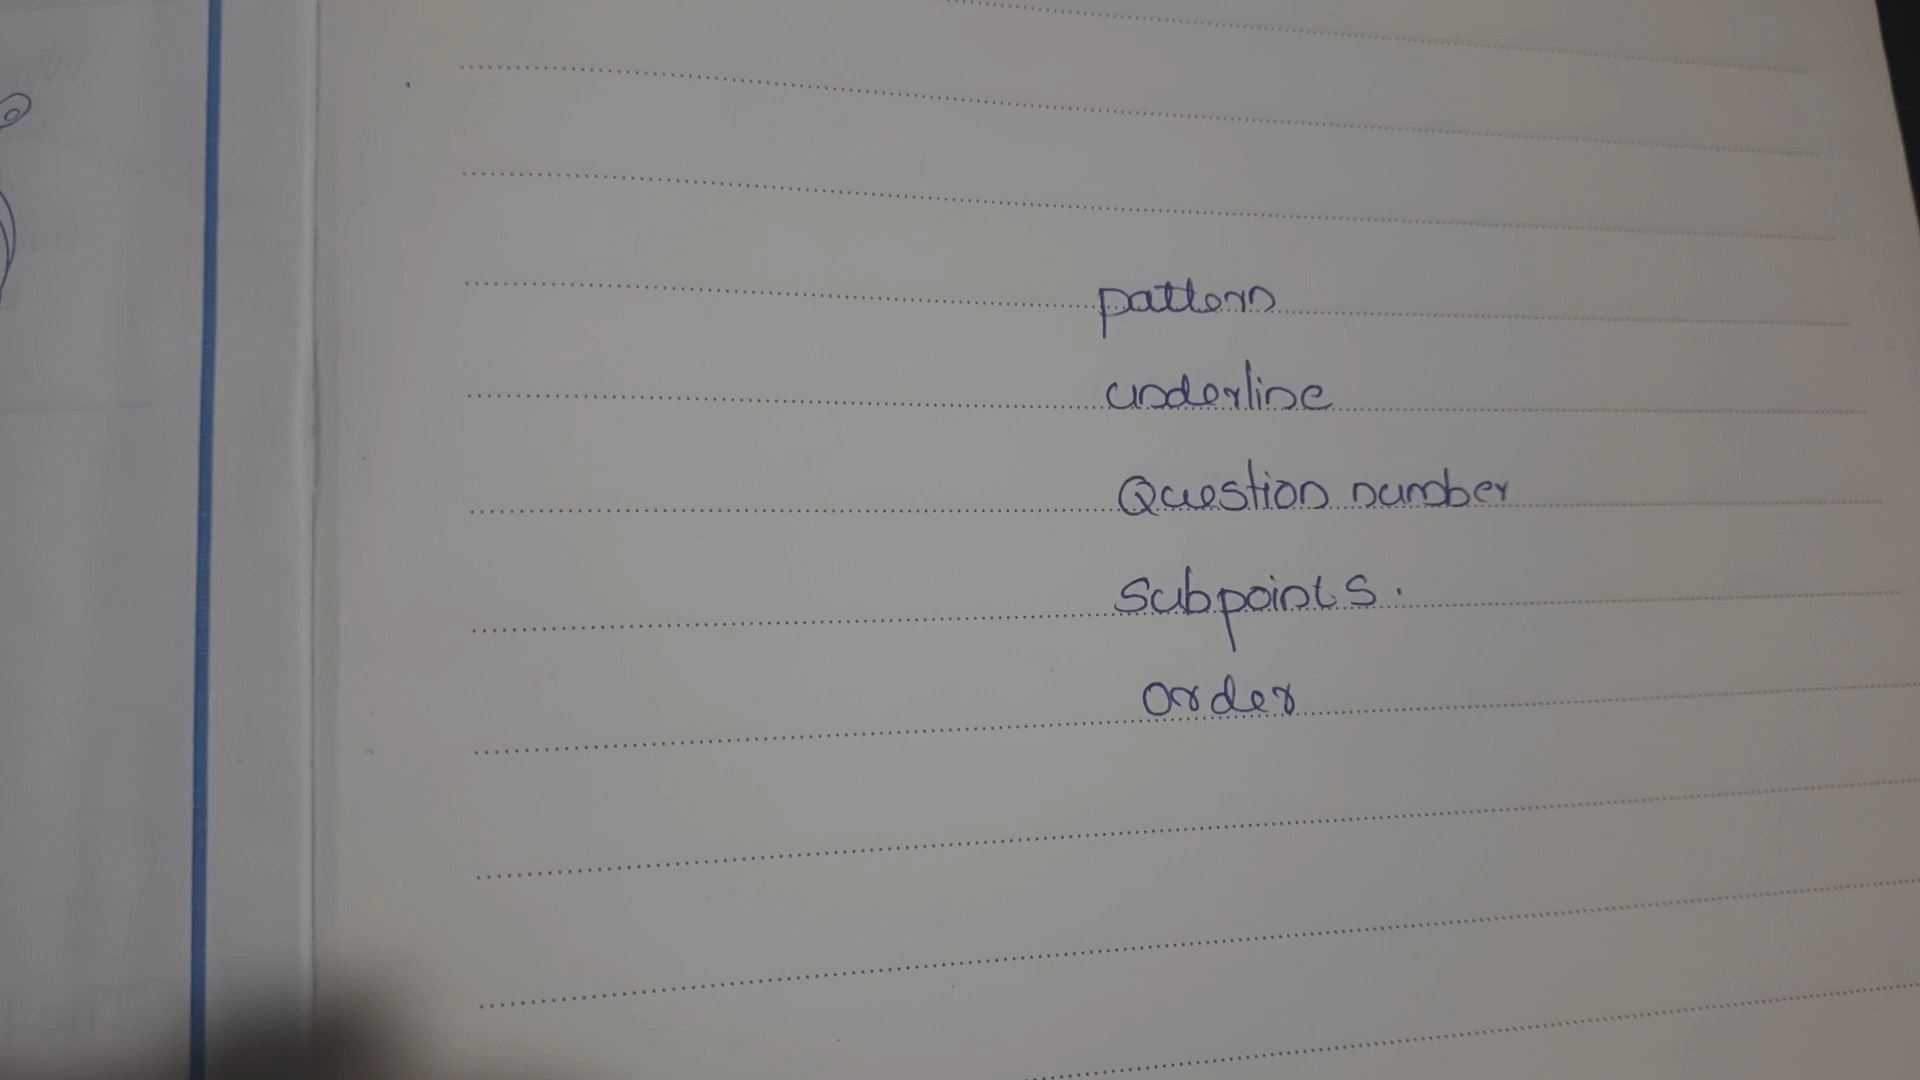 pattern
underline
Question number
Subpoints.
order